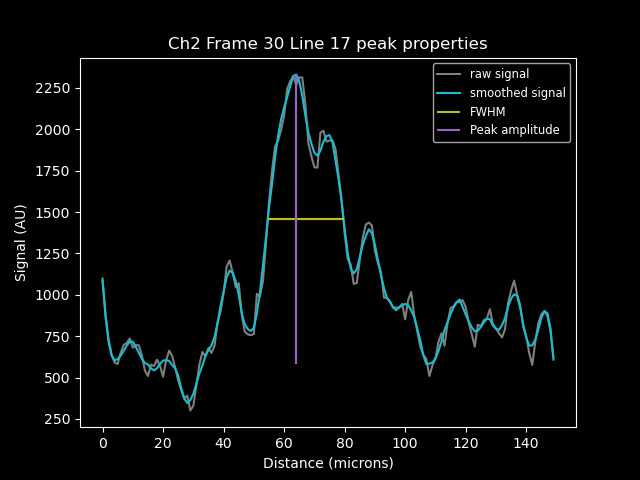 Ch2 Frame 30 Line 17 peak properties
raw signal
smoothed signal
FWHM
Peak amplitude
Signal (AU)
2250
2000
1750
1500
1250
1000
750
500
250
0 20 40 60 80 100 120 140
Distance (microns)